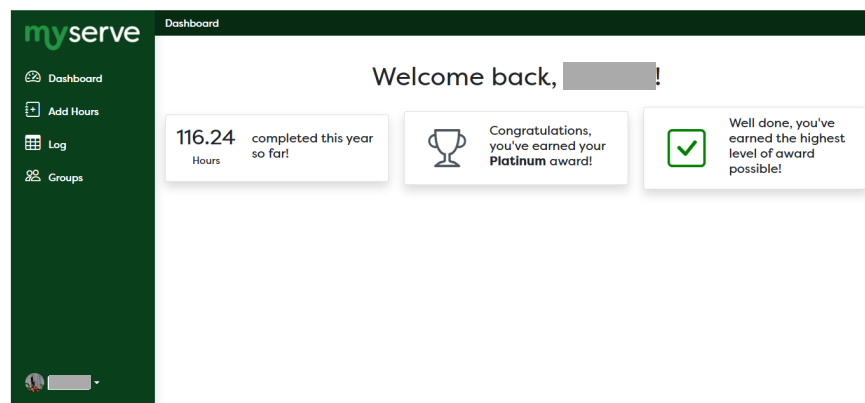 myserve
Dashboard
Dashboard
Add Hours
Log
Groups
Welcome back, !
116.24
Hours
completed this year
so far!
Congratulations,
you've earned your
Platinum award!
Well done, you've
earned the highest
level of award
possible!